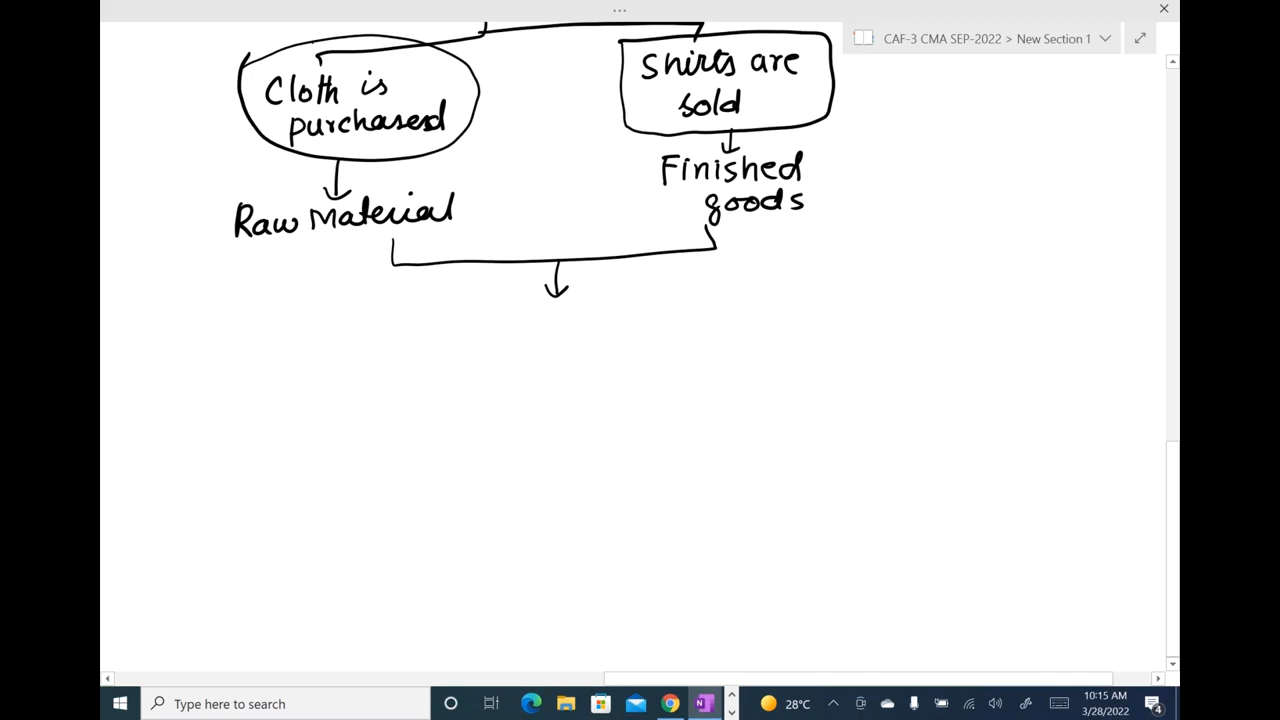 CAF-3 CMA SEP-2022 > New Section 1
Cloth is
purchased
Shirts are
sold
Raw Material
Finished
goods
Type here to search
28°C
10:15 AM
3/28/2022
4